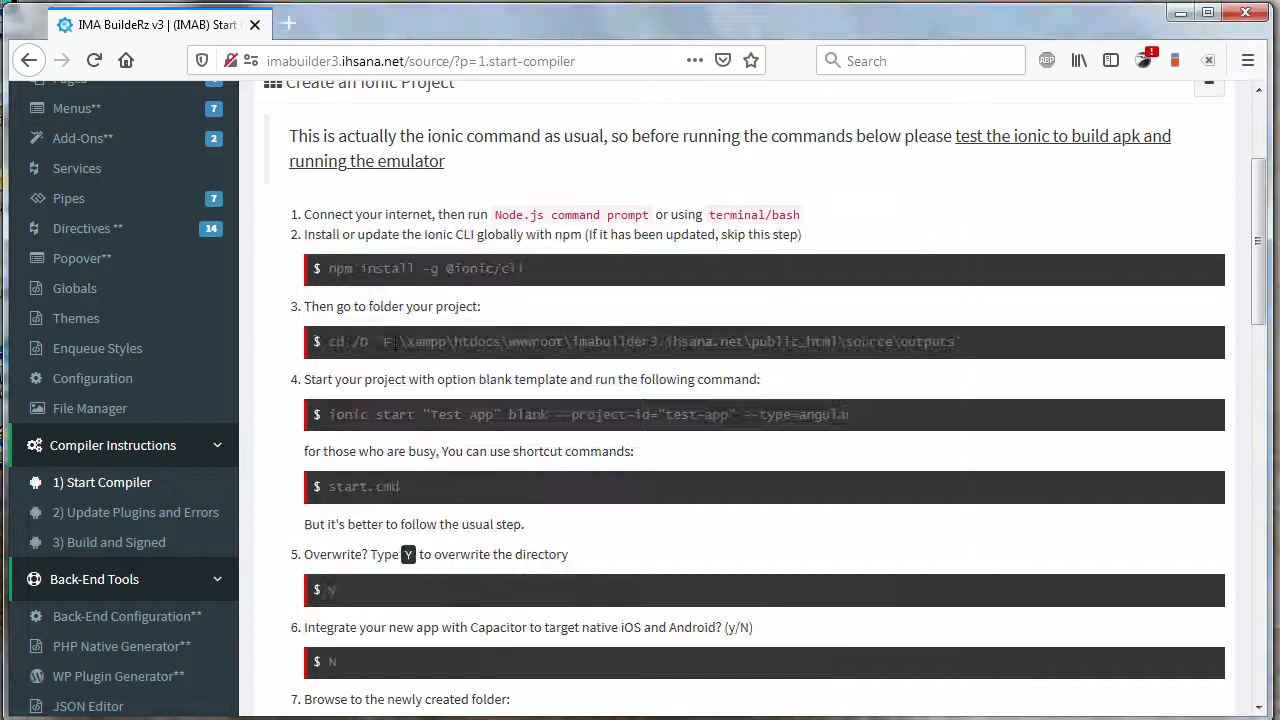 IMA BuildeRz v3 | (IMAB) Start
imabuilder3.ihsana.net/source/?p=1.start-compiler
Search
Menus** 7
Add-Ons** 2
Services
Pipes 7
Directives ** 14
Popover**
Globals
Themes
Enqueue Styles
Configuration
File Manager
Compiler Instructions
1) Start Compiler
2) Update Plugins and Errors
3) Build and Signed
Back-End Tools
Back-End Configuration**
PHP Native Generator**
WP Plugin Generator**
JSON Editor
Create an Ionic Project
This is actually the ionic command as usual, so before running the commands below please test the ionic to build apk and
running the emulator
1. Connect your internet, then run Node.js command prompt or using terminal/bash
2. Install or update the Ionic CLI globally with npm (If it has been updated, skip this step)
$ npm install -g @ionic/cli
3. Then go to folder your project:
$ cd /D "F:\xampp\htdocs\wwwroot\imabuilder3.ihsana.net\public_html\source\outputs"
4. Start your project with option blank template and run the following command:
$ ionic start "Test App" blank --project-id="test-app" --type=angular
for those who are busy, You can use shortcut commands:
$ start.cmd
But it's better to follow the usual step.
5. Overwrite? Type Y to overwrite the directory
$
6. Integrate your new app with Capacitor to target native iOS and Android? (y/N)
$ N
7. Browse to the newly created folder: